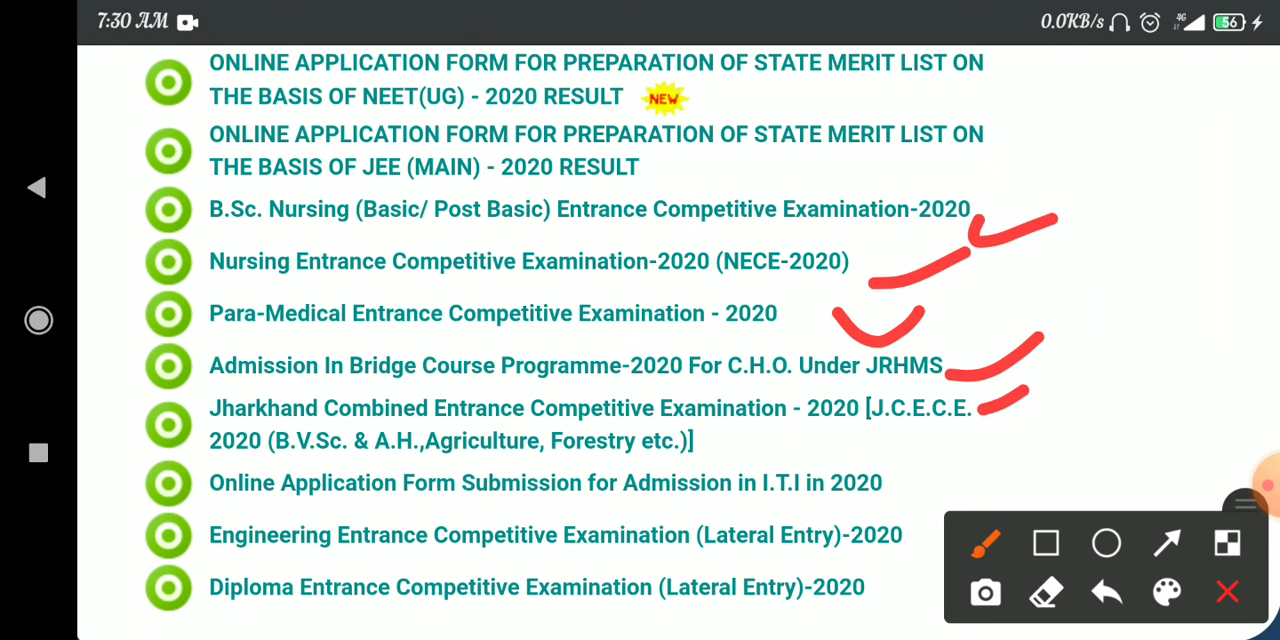 7:30 AM
0.0KB/s 4G 56
ONLINE APPLICATION FORM FOR PREPARATION OF STATE MERIT LIST ON
THE BASIS OF NEET(UG) - 2020 RESULT NEW
ONLINE APPLICATION FORM FOR PREPARATION OF STATE MERIT LIST ON
THE BASIS OF JEE (MAIN) - 2020 RESULT
B.Sc. Nursing (Basic/ Post Basic) Entrance Competitive Examination-2020
Nursing Entrance Competitive Examination-2020 (NECE-2020)
Para-Medical Entrance Competitive Examination - 2020
Admission In Bridge Course Programme-2020 For C.H.O. Under JRHMS
Jharkhand Combined Entrance Competitive Examination - 2020 [J.C.E.C.E.
2020 (B.V.Sc. & A.H.,Agriculture, Forestry etc.)]
Online Application Form Submission for Admission in I.T.I in 2020
Engineering Entrance Competitive Examination (Lateral Entry)-2020
Diploma Entrance Competitive Examination (Lateral Entry)-2020